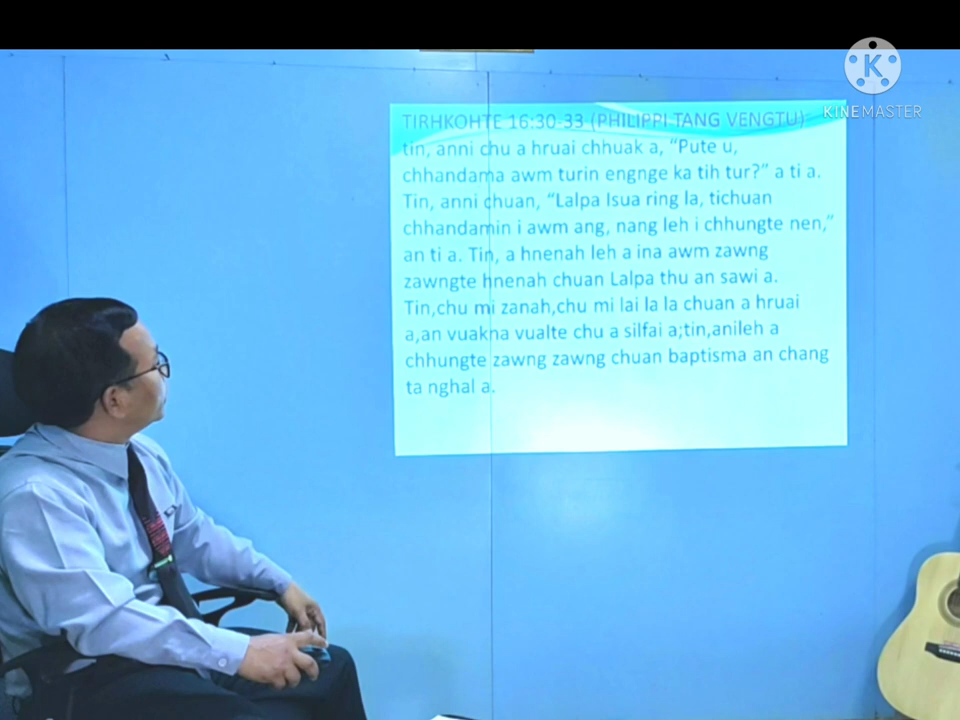 K
KINEMASTER
TIRHKOHTE 16:30-33 (PHILIPPI TANG VENGTU)
tin, anni chu a hruai chhuak a, “Pute u,
chhandama awm turin engnge ka tih tur?” a ti a.
Tin, anni chuan, “Lalpa Isua ring la, tichuan
chhandamin i awm ang, nang leh i chhungte nen,”
an ti a. Tin, a hnenah leh a ina awm zawng
zawngte hnenah chuan Lalpa thu an sawi a.
Tin,chu mi zanah,chu mi lai la la chuan a hruai
a,an vuakna vualte chu a silfai a;tin,anileh a
chhungte zawng zawng chuan baptisma an chang
ta nghal a.